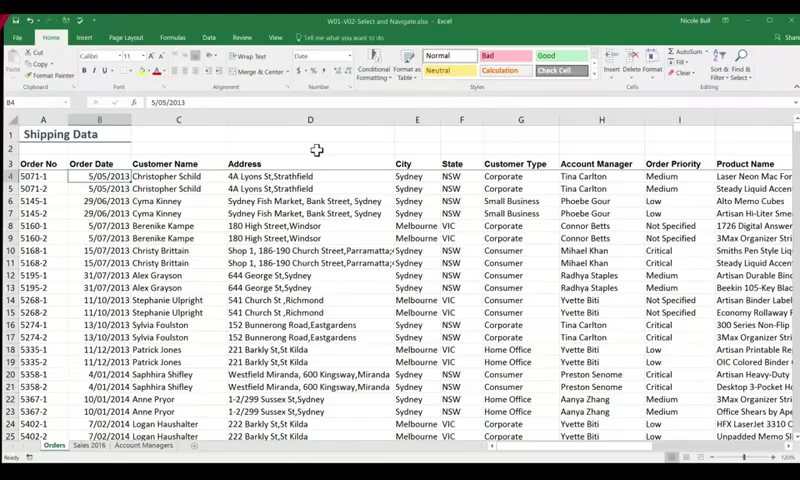 W01-V02-Select and Navigate.xlsx - Excel Nicole Bull
File Home Insert Page Layout Formulas Data Review View Tell me what you want to do Share
Cut Copy Format Painter Paste
Calibri 11 Wrap Text Merge & Center Date
Conditional Formatting Format as Table Normal Bad Good Neutral Calculation Check Cell
Insert Delete Format AutoSum Fill Clear Sort & Filter Find & Select
Clipboard Font Alignment Number Styles Cells Editing
B4 5/05/2013
A B C D E F G H I
1 Shipping Data
2
3 Order No Order Date Customer Name Address City State Customer Type Account Manager Order Priority Product Name
4 5071-1 5/05/2013 Christopher Schild 4A Lyons St,Strathfield Sydney NSW Corporate Tina Carlton Medium Laser Neon Mac For
5 5071-2 5/05/2013 Christopher Schild 4A Lyons St,Strathfield Sydney NSW Corporate Tina Carlton Medium Steady Liquid Accent
6 5145-1 29/06/2013 Cyma Kinney Sydney Fish Market, Bank Street, Sydney Sydney NSW Small Business Phoebe Gour Low Alto Memo Cubes
7 5145-2 29/06/2013 Cyma Kinney Sydney Fish Market, Bank Street, Sydney Sydney NSW Small Business Phoebe Gour Low Artisan Hi-Liter Sme
8 5160-1 5/07/2013 Berenike Kampe 180 High Street,Windsor Melbourne VIC Corporate Connor Betts Not Specified 1726 Digital Answer
9 5160-2 5/07/2013 Berenike Kampe 180 High Street,Windsor Melbourne VIC Corporate Connor Betts Not Specified 3Max Organizer Strip
10 5168-1 15/07/2013 Christy Brittain Shop 1, 186-190 Church Street,Parramatta; Sydney NSW Consumer Mihael Khan Critical Smiths Pen Style Liqu
11 5168-2 15/07/2013 Christy Brittain Shop 1, 186-190 Church Street,Parramatta; Sydney NSW Consumer Mihael Khan Critical Steady Liquid Accent
12 5195-1 31/07/2013 Alex Grayson 644 George St,Sydney Sydney NSW Consumer Radhya Staples Medium Artisan Durable Bind
13 5195-2 31/07/2013 Alex Grayson 644 George St,Sydney Sydney NSW Consumer Radhya Staples Medium Beekin 105-Key Black
14 5268-1 11/10/2013 Stephanie Ulpright 541 Church St ,Richmond Melbourne VIC Consumer Yvette Biti Not Specified Artisan Binder Label
15 5268-2 11/10/2013 Stephanie Ulpright 541 Church St ,Richmond Melbourne VIC Consumer Yvette Biti Not Specified Economy Rollaway F
16 5274-1 13/10/2013 Sylvia Foulston 152 Bunnerong Road,Eastgardens Sydney NSW Corporate Tina Carlton Critical 300 Series Non-Flip
17 5274-2 13/10/2013 Sylvia Foulston 152 Bunnerong Road,Eastgardens Sydney NSW Corporate Tina Carlton Critical 3Max Organizer Strip
18 5335-1 11/12/2013 Patrick Jones 221 Barkly St,St Kilda Melbourne VIC Home Office Yvette Biti Low Artisan Printable Rep
19 5335-2 11/12/2013 Patrick Jones 221 Barkly St,St Kilda Melbourne VIC Home Office Yvette Biti Low OIC Colored Binder C
20 5358-1 4/01/2014 Saphhira Shifley Westfield Miranda, 600 Kingsway,Miranda Sydney NSW Corporate Preston Senome Critical Artisan Heavy-Duty
21 5358-2 4/01/2014 Saphhira Shifley Westfield Miranda, 600 Kingsway,Miranda Sydney NSW Corporate Preston Senome Critical Desktop 3-Pocket Ho
22 5367-1 10/01/2014 Anne Pryor 1-2/299 Sussex St,Sydney Sydney NSW Home Office Aanya Zhang Medium Artisan
23 5367-2 10/01/2014 Anne Pryor 1-2/299 Sussex St,Sydney Sydney NSW Home Office Aanya Zhang Medium Office Shears by Ap
24 5402-1 7/02/2014 Logan Haushalter 222 Barkly St,St Kilda Melbourne VIC Small Business Yvette Biti Low HFX LaserJet 3310
25 5402-2 7/02/2014 Logan Haushalter 222 Barkly St,St Kilda Melbourne VIC Small Business Yvette Biti Low Unpadded Memo Sli
Orders Sales 2016 Account Managers
Ready 100%